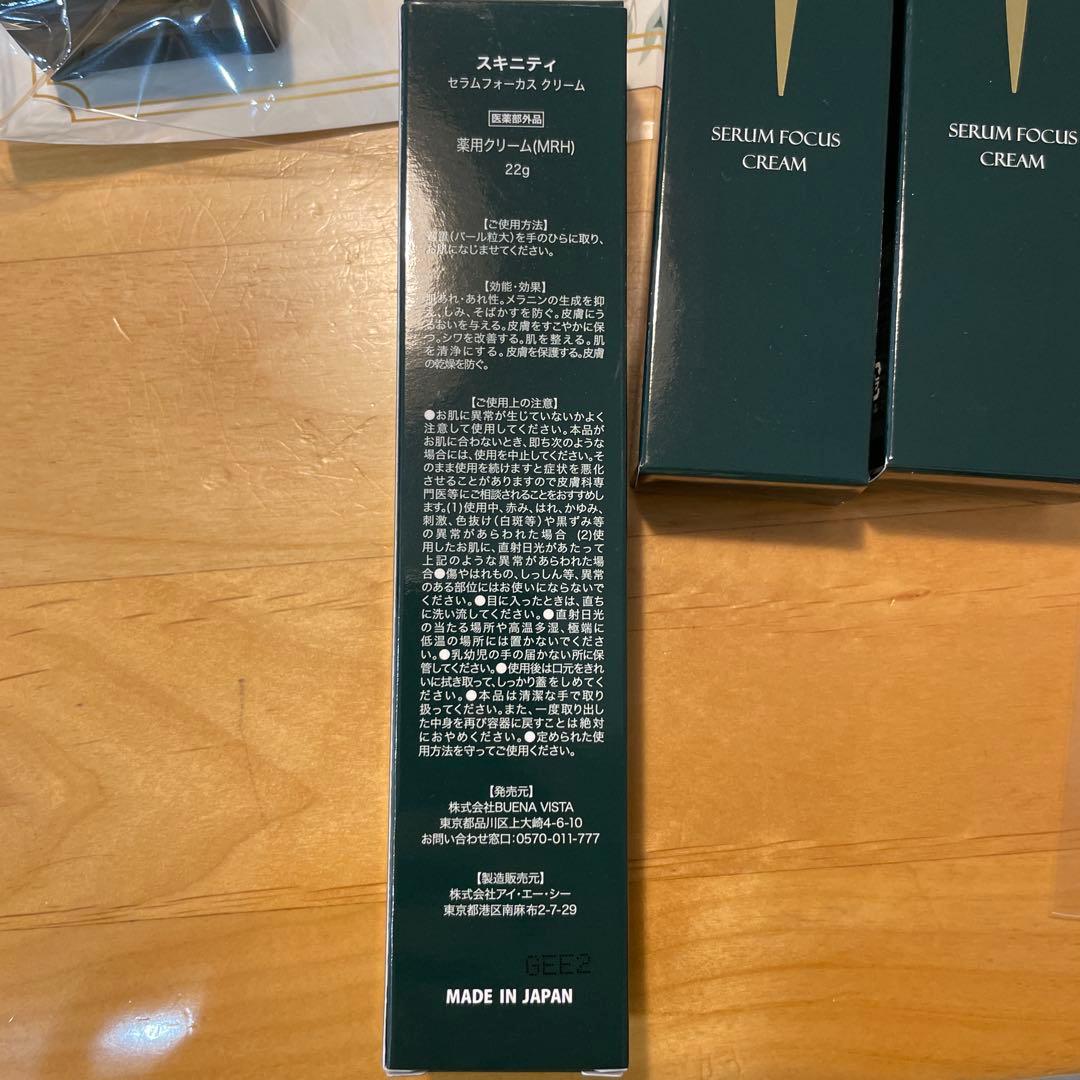 スキニティ
セラムフォーカス クリーム
医薬部外品
薬用クリーム(MRH)
22g
【ご使用方法】
(パール粒大)を手のひらに取り、
お肌になじませてください。
【効能・効果】
肌あれ・あれ性。メラニンの生成を抑
え、しみ、そばかすを防ぐ。皮膚にう
るおいを与える。皮膚をすこやかに保
つ。シワを改善する。肌を整える。肌
を清浄にする。皮膚を保護する。皮膚
の乾燥を防ぐ。
【ご使用上の注意】
●お肌に異常が生じていないかよく
注意して使用してください。本品が
お肌に合わないとき、即ち次のような
場合には、使用を中止してください。そ
のまま使用を続けますと症状を悪化
させることがありますので皮膚科専
門医等にご相談されることをおすすめし
ます。(1)使用中、赤み、はれ、かゆみ、
刺激、色抜け(白斑等)や黒ずみ等
の異常があらわれた場合 (2)使
用したお肌に、直射日光があたって
上記のような異常があらわれた場
合●傷やはれもの、しっしん等、異常
のある部位にはお使いにならないで
ください。●目に入ったときは、直ち
に洗い流してください。●直射日光
の当たる場所や高温多湿、極端に
低温の場所には置かないでくださ
い。●乳幼児の手の届かない所に保
管してください。●使用後は口元をきれ
いに拭き取って、しっかり蓋をしめてく
ださい。●本品は清潔な手で取り
扱ってください。また、一度取り出し
た中身を再び容器に戻すことは絶対
におやめください。●定められた使
用方法を守ってご使用ください。
【発売元】
株式会社BUENA VISTA
東京都品川区上大崎4-6-10
お問い合わせ窓口:0570-011-777
【製造販売元】
株式会社アイ・エー・シー
東京都港区南麻布2-7-29
GEE2
MADE IN JAPAN
SERUM FOCUS
CREAM
SERUM FOCUS
CREAM